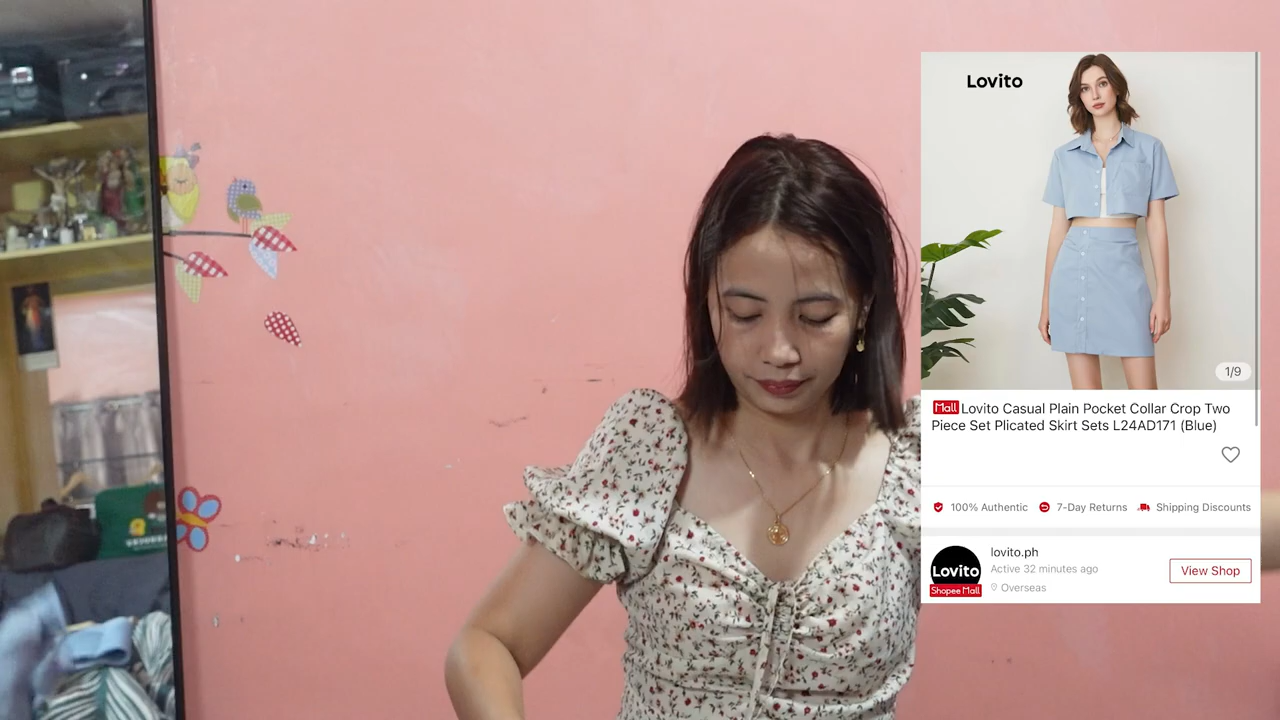 Lovito
1/9
Mall Lovito Casual Plain Pocket Collar Crop Two
Piece Set Plicated Skirt Sets L24AD171 (Blue)
100% Authentic
7-Day Returns
Shipping Discounts
lovito.ph
Active 32 minutes ago
Overseas
Lovito
Shopee Mall
View Shop